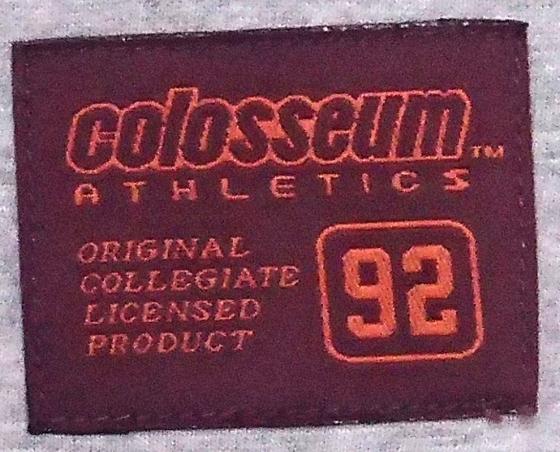 colosseum™
ATHLETICS
ORIGINAL
COLLEGIATE
LICENSED
PRODUCT
92